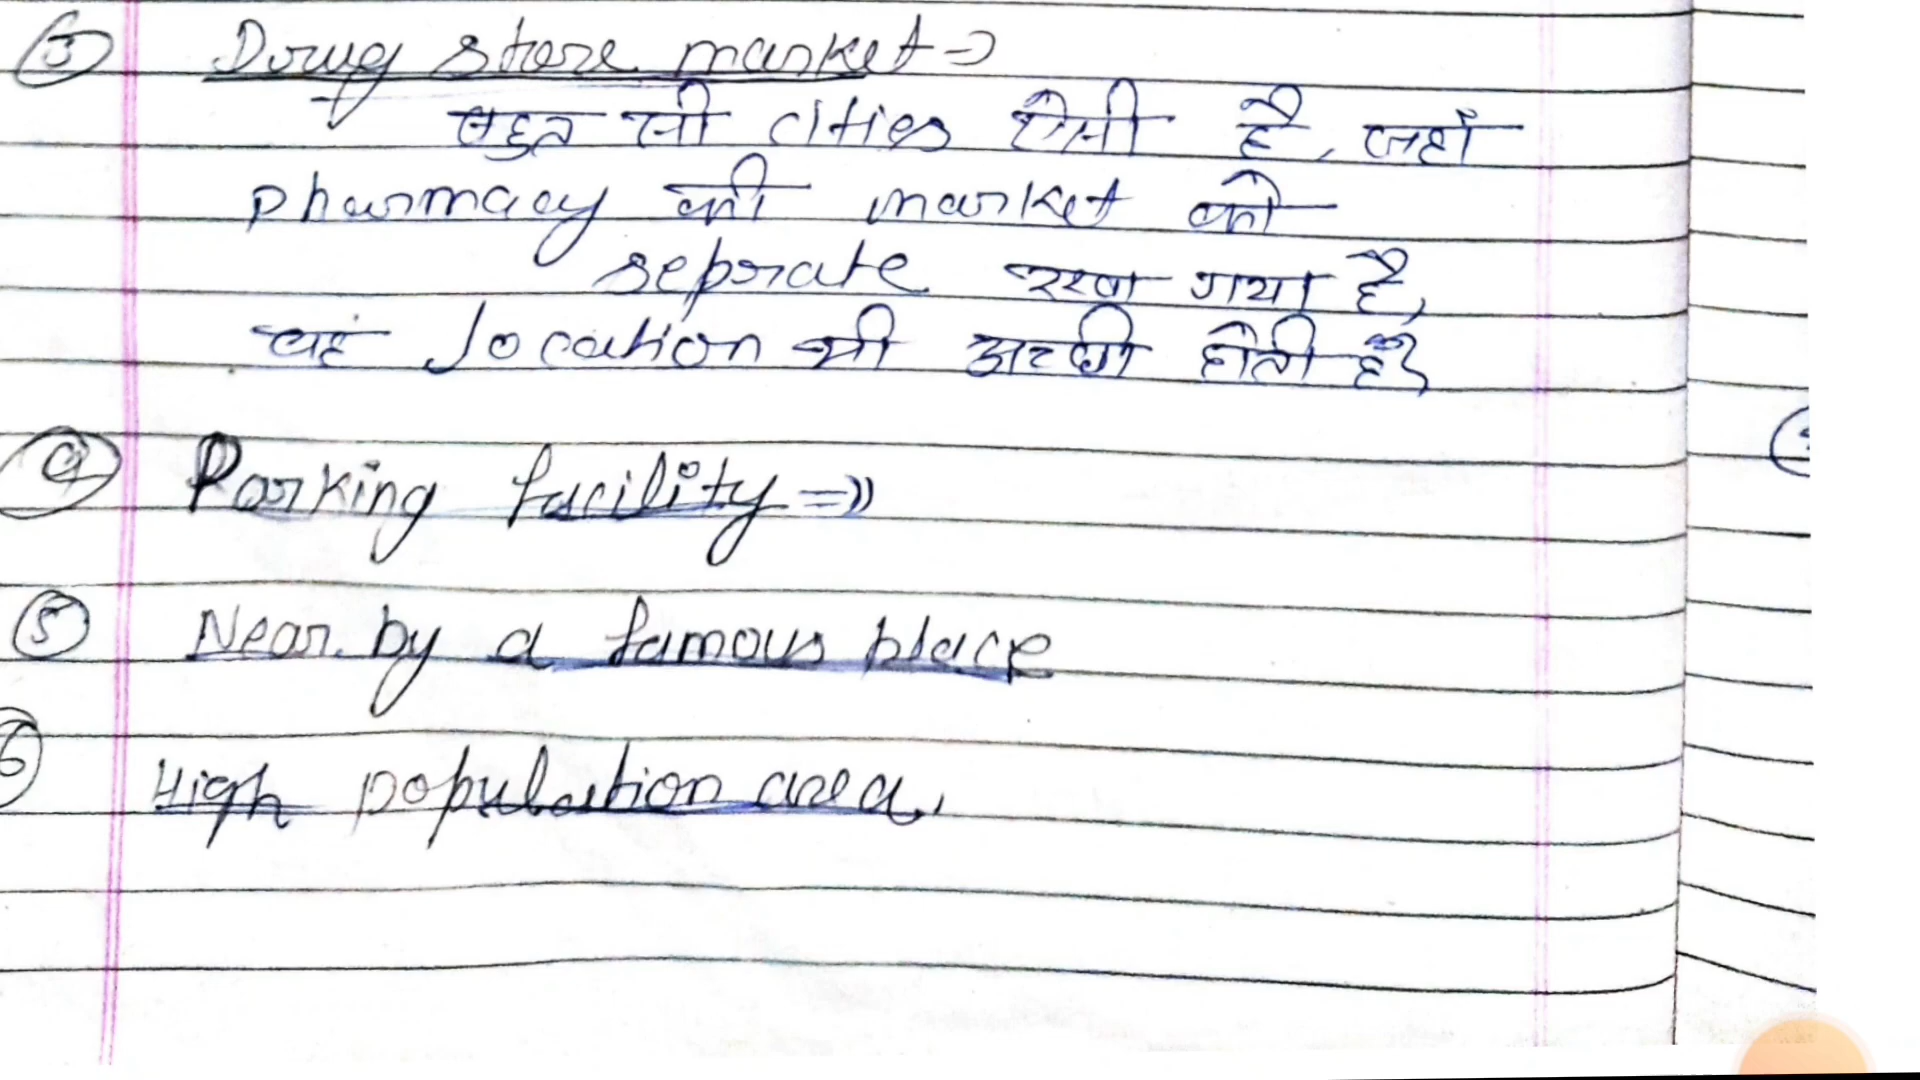 ③ Drug store market →
बहुत सी cities ऐसी है, जहाँ
pharmacy की market को
seprate रखा गया है,
यह location भी अच्छी होती हैं
④ Parking facility ⇒
⑤ Near by a famous place
⑥ High population area,